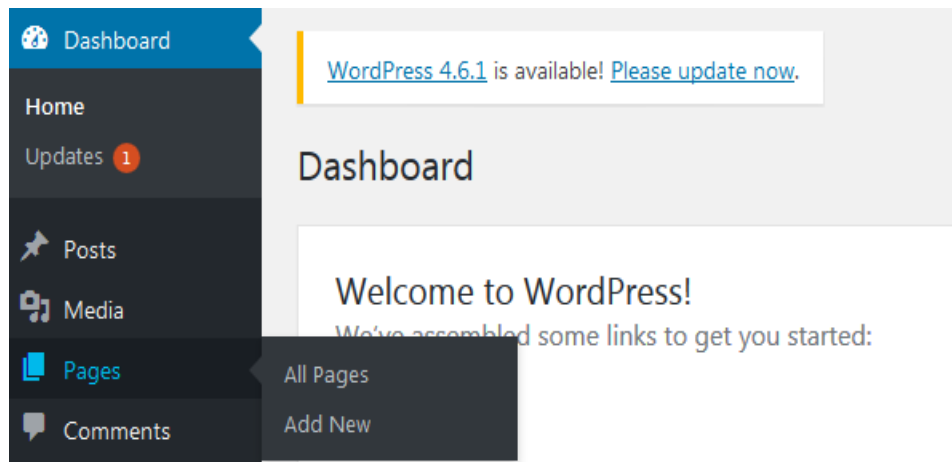 Dashboard
Home
Updates 1
Posts
Media
Pages
Comments
All Pages
Add New
WordPress 4.6.1 is available! Please update now.
Dashboard
Welcome to WordPress!
We've assembled some links to get you started: